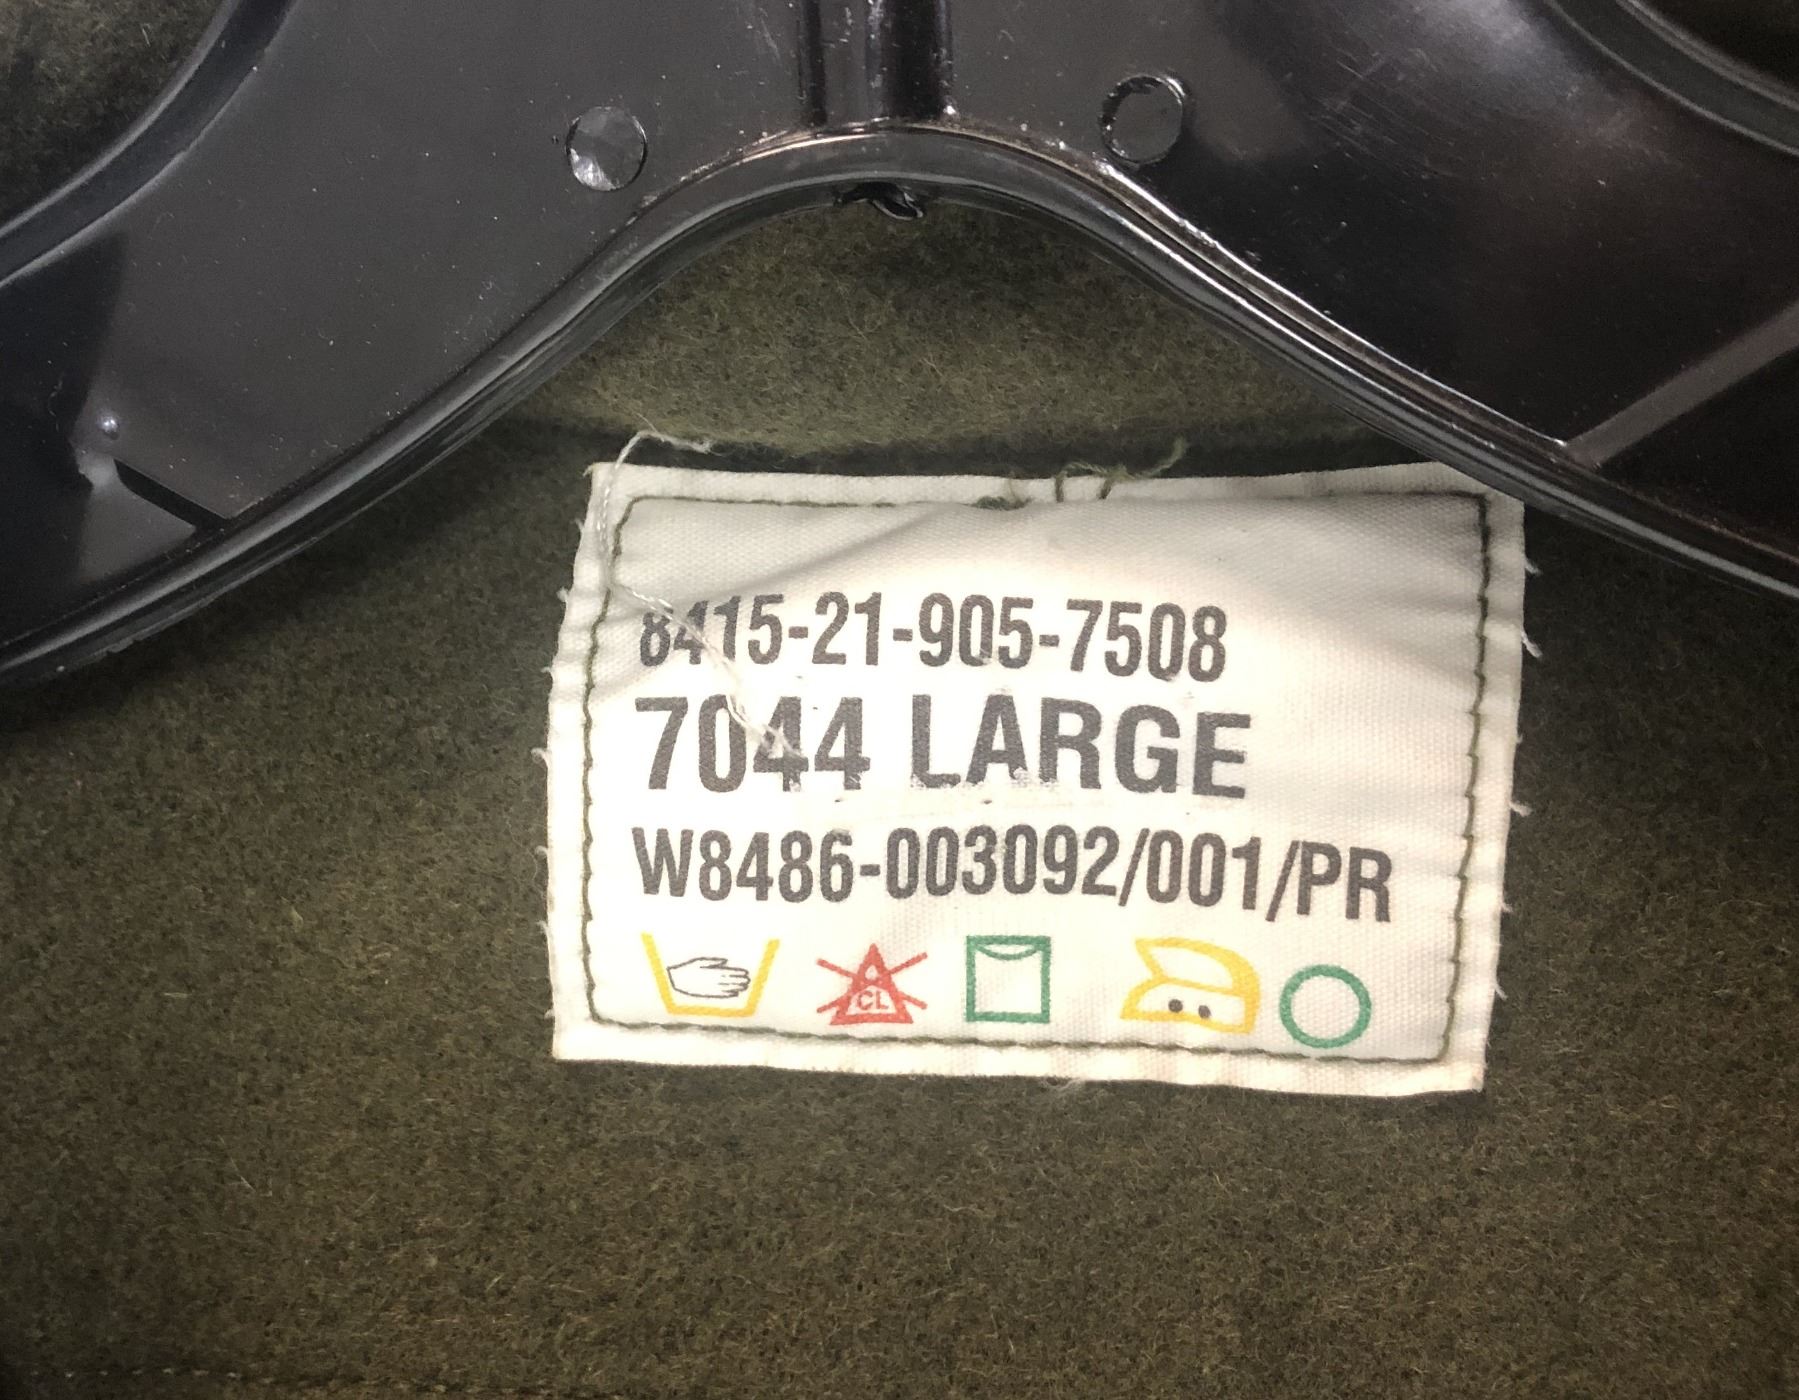 8415-21-905-7508
7044 LARGE
W8486-003092/001/PR
CL